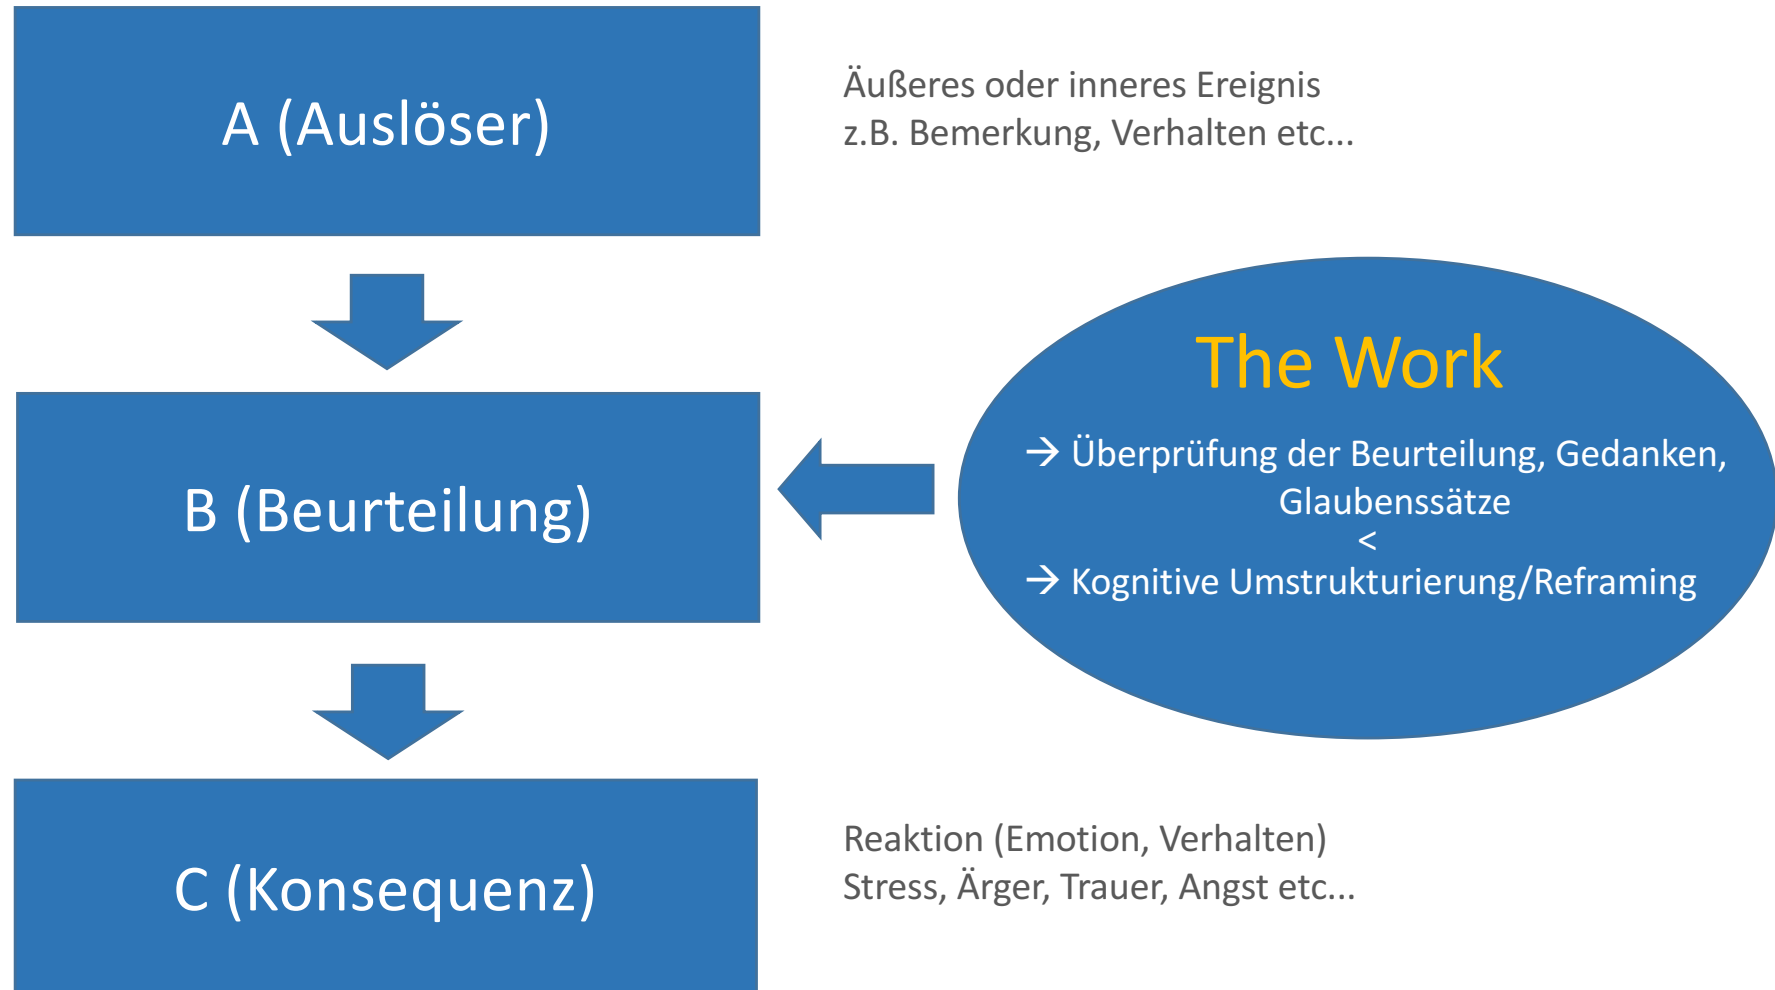 A (Auslöser)
Äußeres oder inneres Ereignis
z.B. Bemerkung, Verhalten etc...
B (Beurteilung)
The Work
→ Überprüfung der Beurteilung, Gedanken,
Glaubenssätze
<
→ Kognitive Umstrukturierung/Reframing
C (Konsequenz)
Reaktion (Emotion, Verhalten)
Stress, Ärger, Trauer, Angst etc...